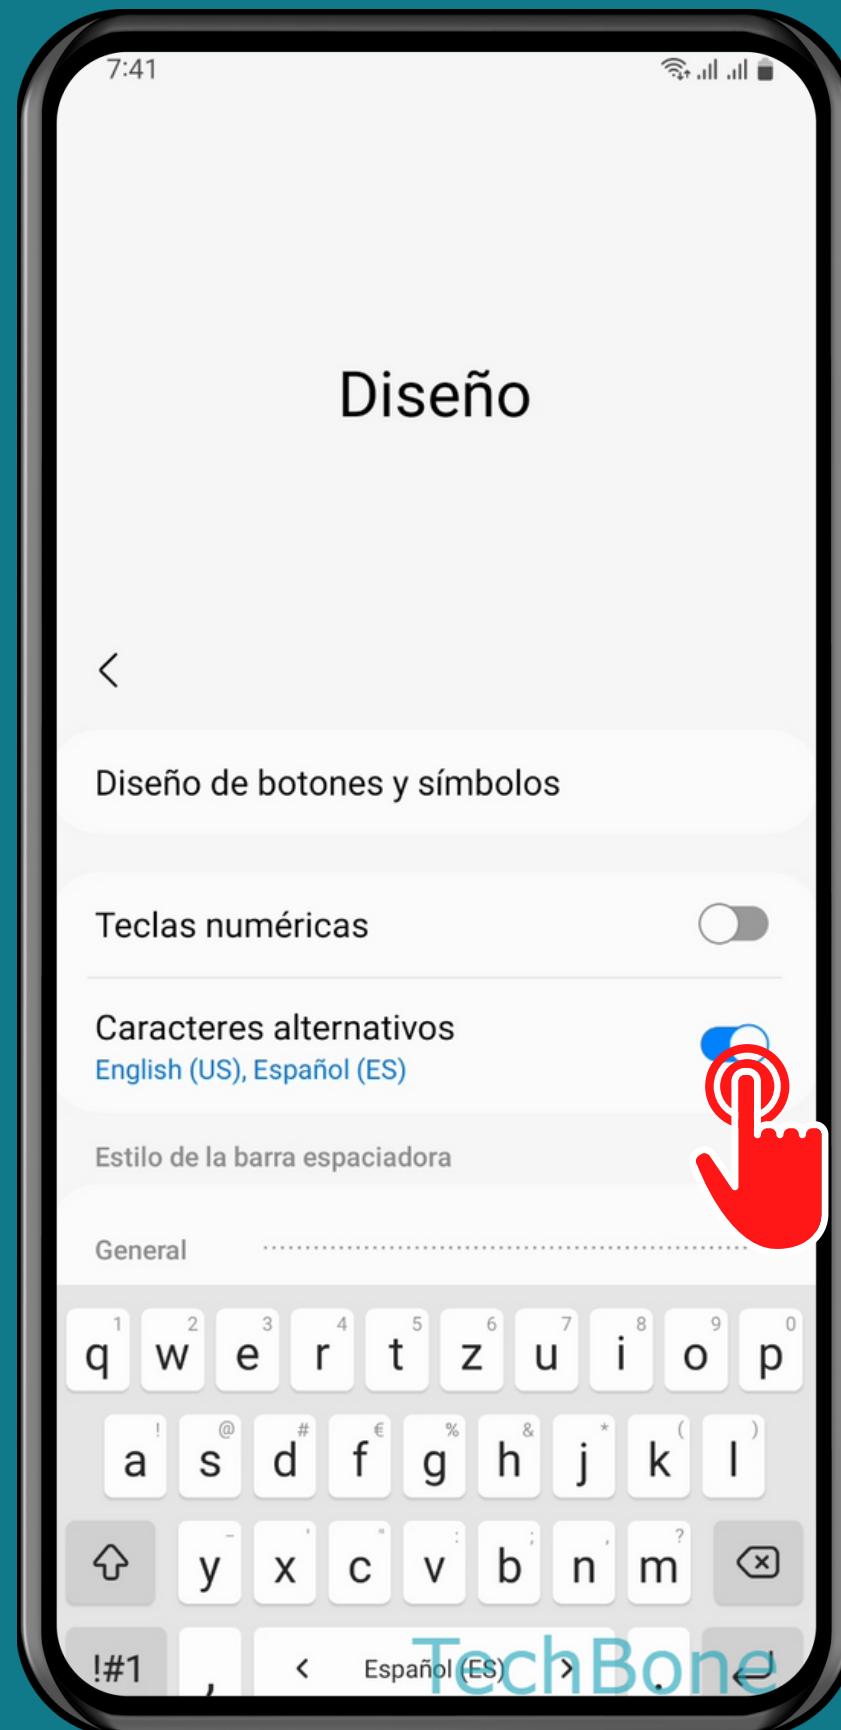 7:41
Diseño
Diseño de botones y símbolos
Teclas numéricas
Caracteres alternativos
English (US), Español (ES)
Estilo de la barra espaciadora
General
1 2 3 4 5 6 7 8 9 0
q w e r t z u i o p
! @ # € % & * ( )
a s d f g h j k l
- ' " : ; , ?
y x c v b n m
!#1 , < Español (ES) > .
TechBone